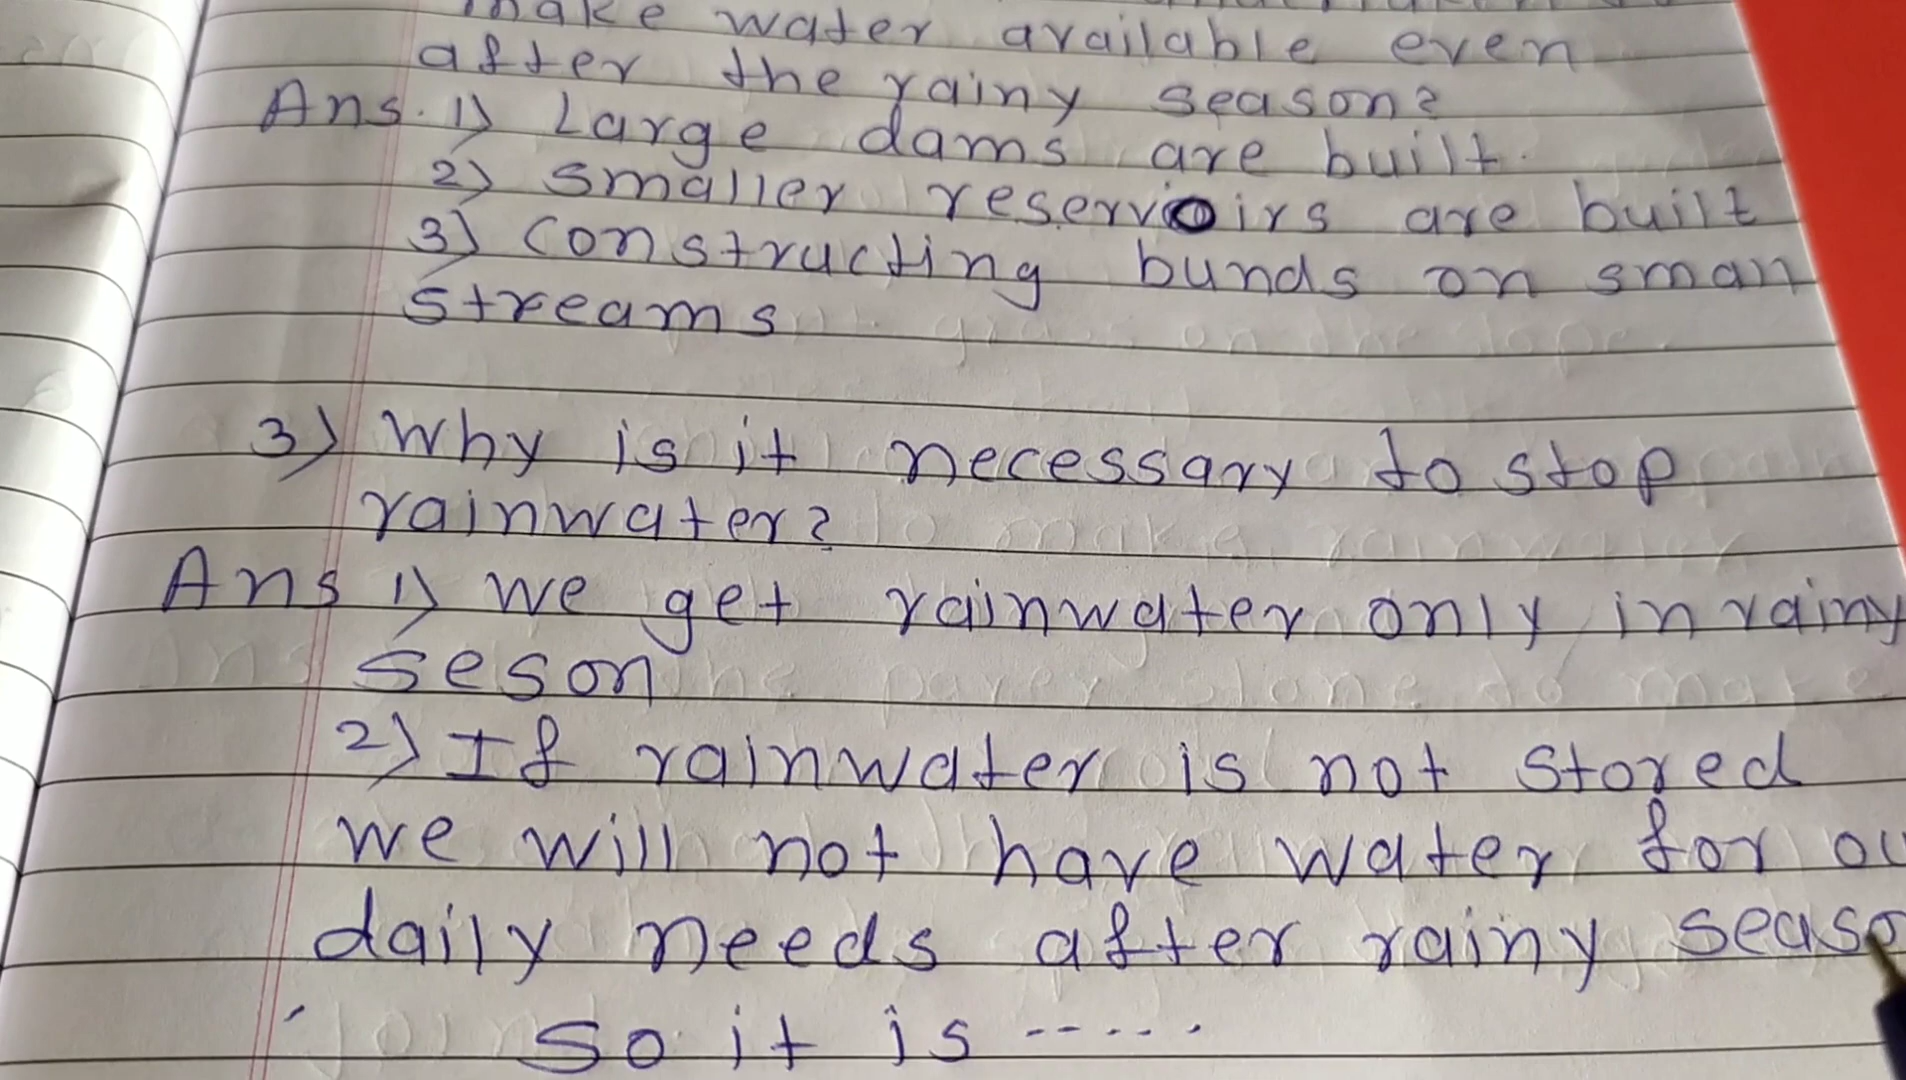 make water available even
after the rainy season?
Ans. 1) Large dams are built.
2) smaller reservoirs are built
3) Constructing bunds on small
streams
3) Why is it necessary to stop
rainwater?
Ans 1) we get rainwater only in rainy
seson
2) If rainwater is not stored
we will not have water for ou
daily needs after rainy seaso
so it is -----